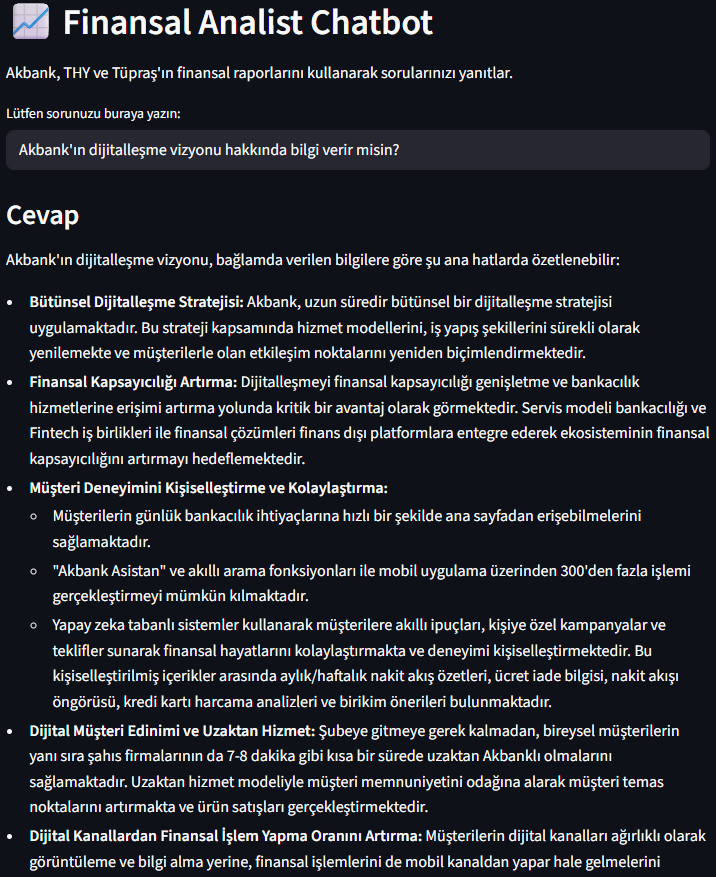 Finansal Analist Chatbot
Akbank, THY ve Tüpraş'ın finansal raporlarını kullanarak sorularınızı yanıtlar.
Lütfen sorunuzu buraya yazın:
Akbank'ın dijitalleşme vizyonu hakkında bilgi verir misin?
Cevap
Akbank'ın dijitalleşme vizyonu, bağlamda verilen bilgilere göre şu ana hatlarda özetlenebilir:
• Bütünsel Dijitalleşme Stratejisi: Akbank, uzun süredir bütünsel bir dijitalleşme stratejisi
uygulamaktadır. Bu strateji kapsamında hizmet modellerini, iş yapış şekillerini sürekli olarak
yenilemekte ve müşterilerle olan etkileşim noktalarını yeniden biçimlendirmektedir.
• Finansal Kapsayıcılığı Artırma: Dijitalleşmeyi finansal kapsayıcılığı genişletme ve bankacılık
hizmetlerine erişimi artırma yolunda kritik bir avantaj olarak görmektedir. Servis modeli bankacılığı ve
Fintech iş birlikleri ile finansal çözümleri finans dışı platformlara entegre ederek ekosisteminin finansal
kapsayıcılığını artırmayı hedeflemektedir.
• Müşteri Deneyimini Kişiselleştirme ve Kolaylaştırma:
○ Müşterilerin günlük bankacılık ihtiyaçlarına hızlı bir şekilde ana sayfadan erişebilmelerini
sağlamaktadır.
○ "Akbank Asistan" ve akıllı arama fonksiyonları ile mobil uygulama üzerinden 300'den fazla işlemi
gerçekleştirmeyi mümkün kılmaktadır.
○ Yapay zeka tabanlı sistemler kullanarak müşterilere akıllı ipuçları, kişiye özel kampanyalar ve
teklifler sunarak finansal hayatlarını kolaylaştırmakta ve deneyimi kişiselleştirmektedir. Bu
kişiselleştirilmiş içerikler arasında aylık/haftalık nakit akış özetleri, ücret iade bilgisi, nakit akışı
öngörüsü, kredi kartı harcama analizleri ve birikim önerileri bulunmaktadır.
• Dijital Müşteri Edinimi ve Uzaktan Hizmet: Şubeye gitmeye gerek kalmadan, bireysel müşterilerin
yanı sıra şahıs firmalarının da 7-8 dakika gibi kısa bir sürede uzaktan Akbanklı olmalarını
sağlamaktadır. Uzaktan hizmet modeliyle müşteri memnuniyetini odağına alarak müşteri temas
noktalarını artırmakta ve ürün satışları gerçekleştirmektedir.
• Dijital Kanallardan Finansal İşlem Yapma Oranını Artırma: Müşterilerin dijital kanalları ağırlıklı olarak
görüntüleme ve bilgi alma yerine, finansal işlemlerini de mobil kanaldan yapar hale gelmelerini